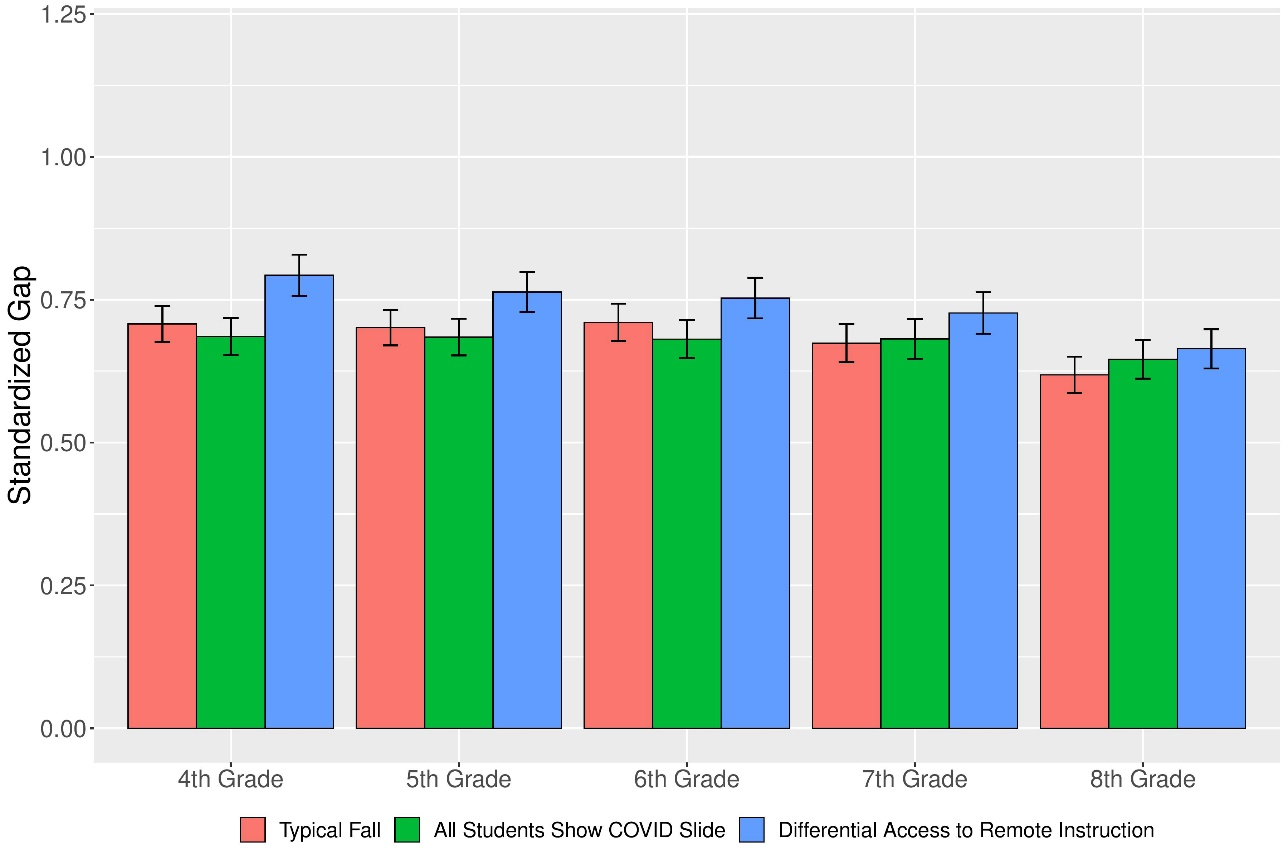 1.25
1.00
0.75
0.50
0.25
0.00
Standardized Gap
4th Grade 5th Grade 6th Grade 7th Grade 8th Grade
Typical Fall All Students Show COVID Slide Differential Access to Remote Instruction